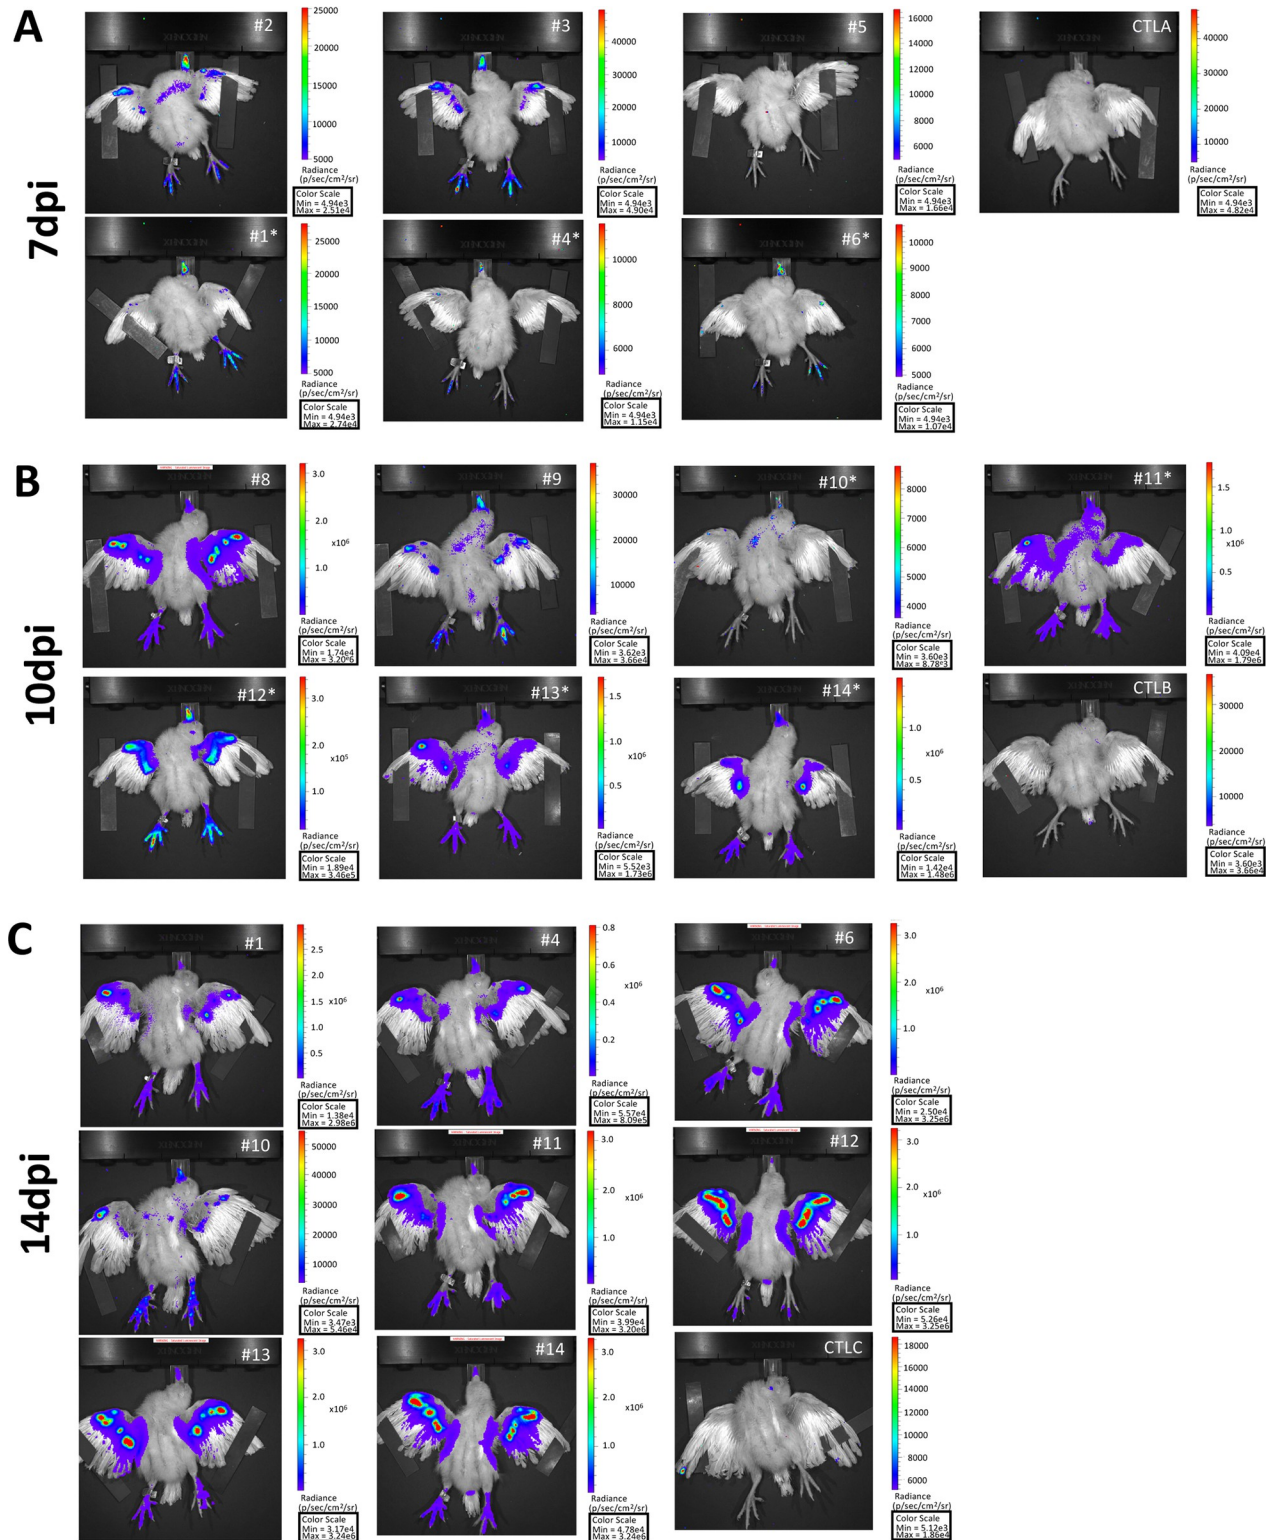 A
7dpi
#2
25000
20000
15000
10000
5000
Radiance
(p/sec/cm²/sr)
Color Scale
Min = 4.94e3
Max = 2.51e4
#3
40000
30000
20000
10000
Radiance
(p/sec/cm²/sr)
Color Scale
Min = 4.94e3
Max = 4.90e4
#5
16000
14000
12000
10000
8000
6000
Radiance
(p/sec/cm²/sr)
Color Scale
Min = 4.94e3
Max = 1.66e4
CTLA
40000
30000
20000
10000
Radiance
(p/sec/cm²/sr)
Color Scale
Min = 4.94e3
Max = 4.82e4
#1*
25000
20000
15000
10000
5000
Radiance
(p/sec/cm²/sr)
Color Scale
Min = 4.94e3
Max = 2.74e4
#4*
10000
8000
6000
Radiance
(p/sec/cm²/sr)
Color Scale
Min = 4.94e3
Max = 1.15e4
#6*
10000
9000
8000
7000
6000
5000
Radiance
(p/sec/cm²/sr)
Color Scale
Min = 4.94e3
Max = 1.07e4
B
10dpi
#8
3.0
2.0
x10⁶
1.0
Radiance
(p/sec/cm²/sr)
Color Scale
Min = 1.74e4
Max = 3.20e6
#9
30000
20000
10000
Radiance
(p/sec/cm²/sr)
Color Scale
Min = 3.62e3
Max = 3.66e4
#10*
8000
7000
6000
5000
4000
Radiance
(p/sec/cm²/sr)
Color Scale
Min = 3.60e3
Max = 8.78e3
#11*
1.5
1.0
x10⁶
0.5
0.0
Radiance
(p/sec/cm²/sr)
Color Scale
Min = 4.09e4
Max = 1.79e6
#12*
3.0
2.0
x10⁵
1.0
Radiance
(p/sec/cm²/sr)
Color Scale
Min = 1.89e4
Max = 3.46e5
#13*
1.5
1.0
x10⁶
0.5
Radiance
(p/sec/cm²/sr)
Color Scale
Min = 5.52e3
Max = 1.73e6
#14*
1.0
x10⁶
0.5
Radiance
(p/sec/cm²/sr)
Color Scale
Min = 1.42e4
Max = 1.48e6
CTLB
30000
20000
10000
Radiance
(p/sec/cm²/sr)
Color Scale
Min = 3.60e3
Max = 3.66e4
C
14dpi
#1
2.5
2.0
x10⁶
1.5
1.0
0.5
Radiance
(p/sec/cm²/sr)
Color Scale
Min = 1.38e4
Max = 2.98e6
#4
0.8
0.6
x10⁶
0.4
0.2
Radiance
(p/sec/cm²/sr)
Color Scale
Min = 5.57e4
Max = 8.09e5
#6
3.0
2.0
x10⁶
1.0
Radiance
(p/sec/cm²/sr)
Color Scale
Min = 2.50e4
Max = 3.25e6
#10
50000
40000
30000
20000
10000
Radiance
(p/sec/cm²/sr)
Color Scale
Min = 3.47e3
Max = 5.46e4
#11
3.0
2.0
x10⁶
1.0
Radiance
(p/sec/cm²/sr)
Color Scale
Min = 3.99e4
Max = 3.20e6
#12
3.0
2.0
x10⁶
1.0
Radiance
(p/sec/cm²/sr)
Color Scale
Min = 5.26e4
Max = 3.25e6
#13
3.0
2.0
x10⁶
1.0
Radiance
(p/sec/cm²/sr)
Color Scale
Min = 3.17e4
Max = 3.24e6
#14
3.0
2.0
x10⁶
1.0
Radiance
(p/sec/cm²/sr)
Color Scale
Min = 4.78e4
Max = 3.24e6
CTLC
18000
16000
14000
12000
10000
8000
6000
Radiance
(p/sec/cm²/sr)
Color Scale
Min = 5.12e3
Max = 1.86e4